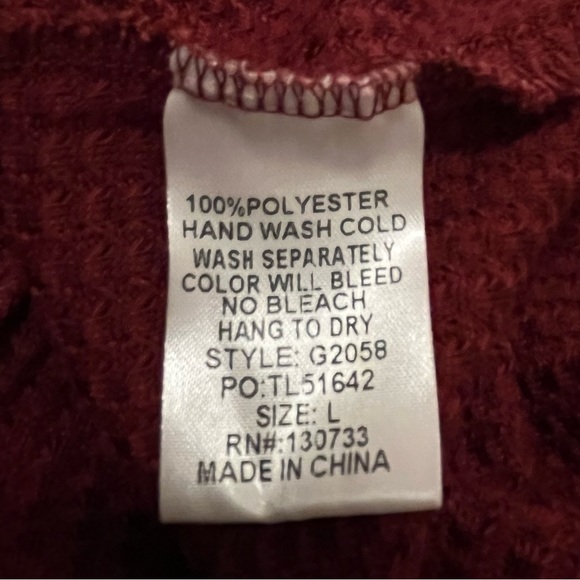 100%POLYESTER
HAND WASH COLD
WASH SEPARATELY
COLOR WILL BLEED
NO BLEACH
HANG TO DRY
STYLE: G2058
PO:TL51642
SIZE: L
RN#:130733
MADE IN CHINA